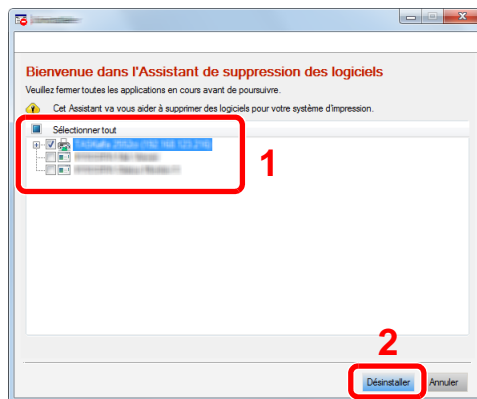 Bienvenue dans l'Assistant de suppression des logiciels
Veuillez fermer toutes les applications en cours avant de poursuivre.
Cet Assistant va vous aider à supprimer des logiciels pour votre système d'impression.
Sélectionner tout
1
2
Désinstaller
Annuler